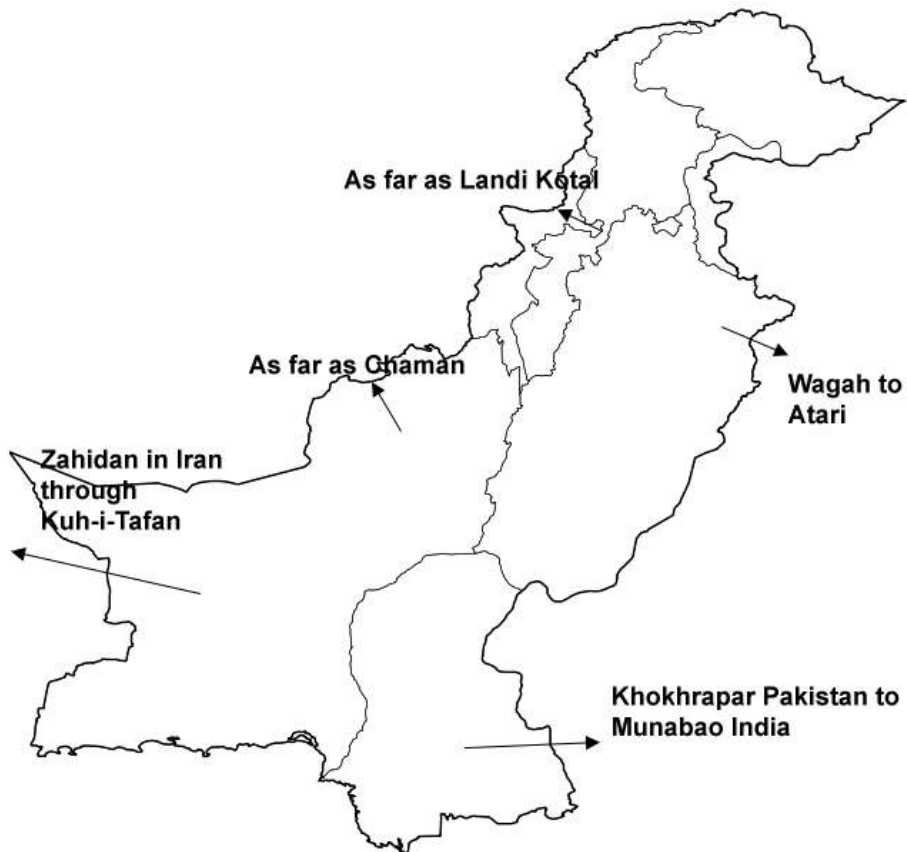 As far as Landi Kotal
As far as Chaman
Wagah to
Atari
Zahidan in Iran
through
Kuh-i-Tafan
Khokhrapar Pakistan to
Munabao India